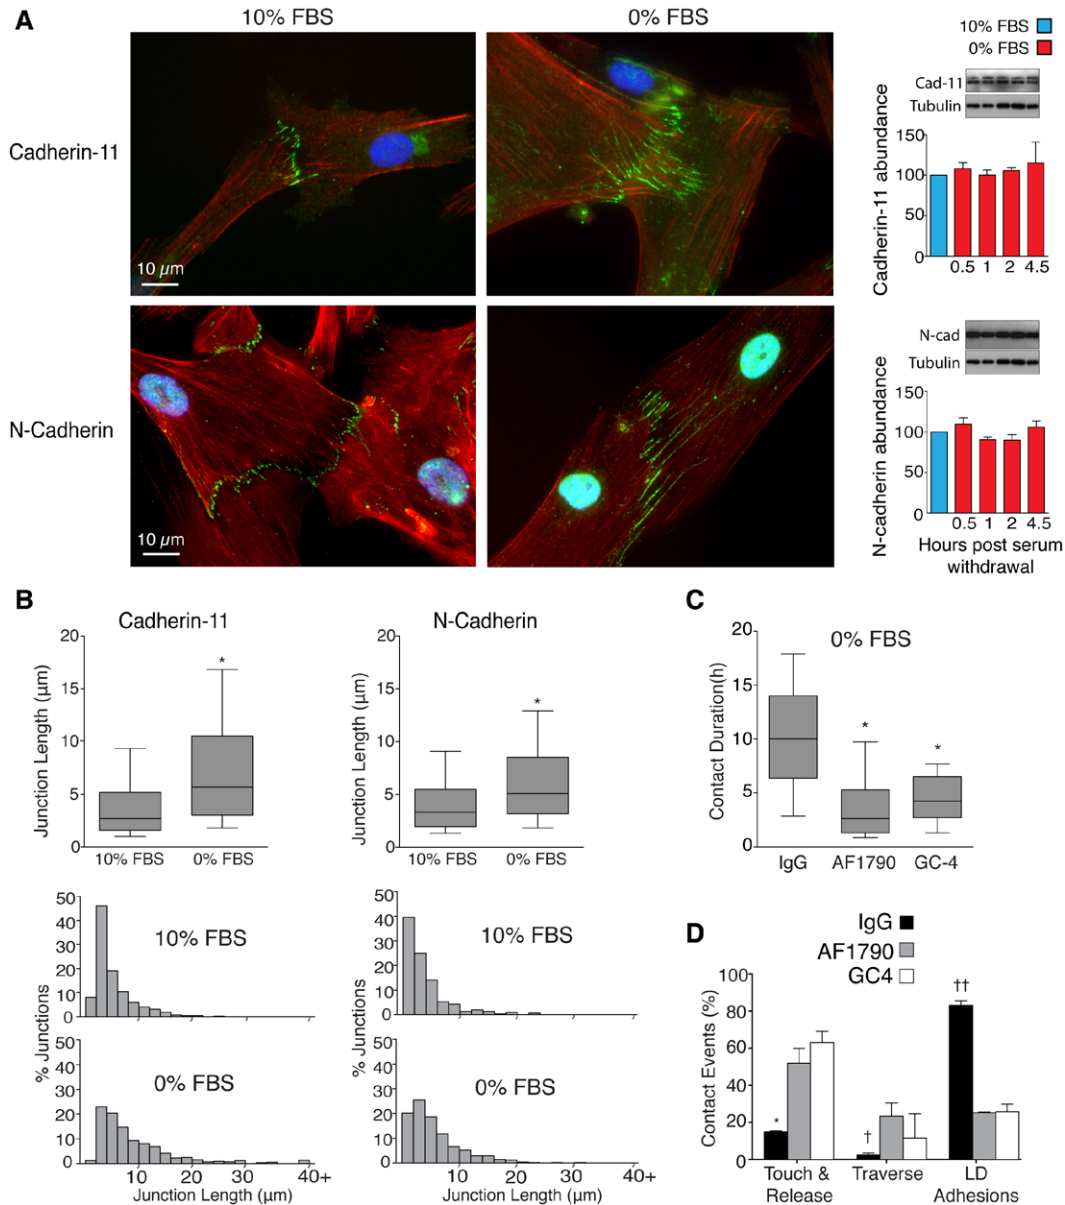 A
10% FBS
0% FBS
Cadherin-11
10 µm
N-Cadherin
10 µm
10% FBS
0% FBS
Cad-11
Tubulin
Cadherin-11 abundance
150
100
50
0
0.5 1 2 4.5
N-cad
Tubulin
N-cadherin abundance
150
100
50
0
0.5 1 2 4.5
Hours post serum
withdrawal
B
Cadherin-11
Junction Length (µm)
20
15
10
5
0
*
10% FBS 0% FBS
N-Cadherin
Junction Length (µm)
20
15
10
5
0
*
10% FBS 0% FBS
% Junctions
50
40
30
20
10
0
10% FBS
50
40
30
20
10
0
0% FBS
10 20 30 40+
Junction Length (µm)
% Junctions
50
40
30
20
10
0
10% FBS
50
40
30
20
10
0
0% FBS
10 20 30 40+
Junction Length (µm)
C
0% FBS
Contact Duration(h)
20
15
10
5
0
* *
IgG AF1790 GC-4
D
IgG
AF1790
GC4
Contact Events (%)
100
80
60
40
20
0
* † ††
Touch &
Release
Traverse
LD
Adhesions